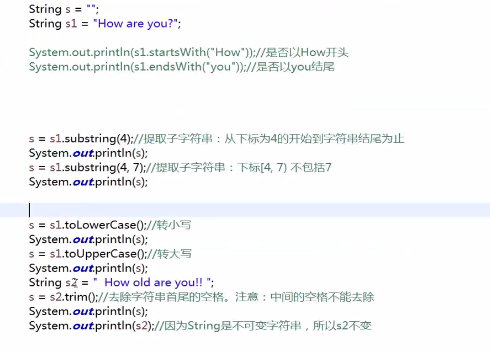 String s = "";
String s1 = "How are you?";
System.out.println(s1.startsWith("How"));//是否以How开头
System.out.println(s1.endsWith("you"));//是否以you结尾
s = s1.substring(4);//提取子字符串：从下标为4的开始到字符串结尾为止
System.out.println(s);
s = s1.substring(4, 7);//提取子字符串：下标[4, 7) 不包括7
System.out.println(s);
s = s1.toLowerCase();//转小写
System.out.println(s);
s = s1.toUpperCase();//转大写
System.out.println(s);
String s2 = "  How old are you!! ";
s = s2.trim();//去除字符串首尾的空格。注意：中间的空格不能去除
System.out.println(s);
System.out.println(s2);//因为String是不可变字符串，所以s2不变